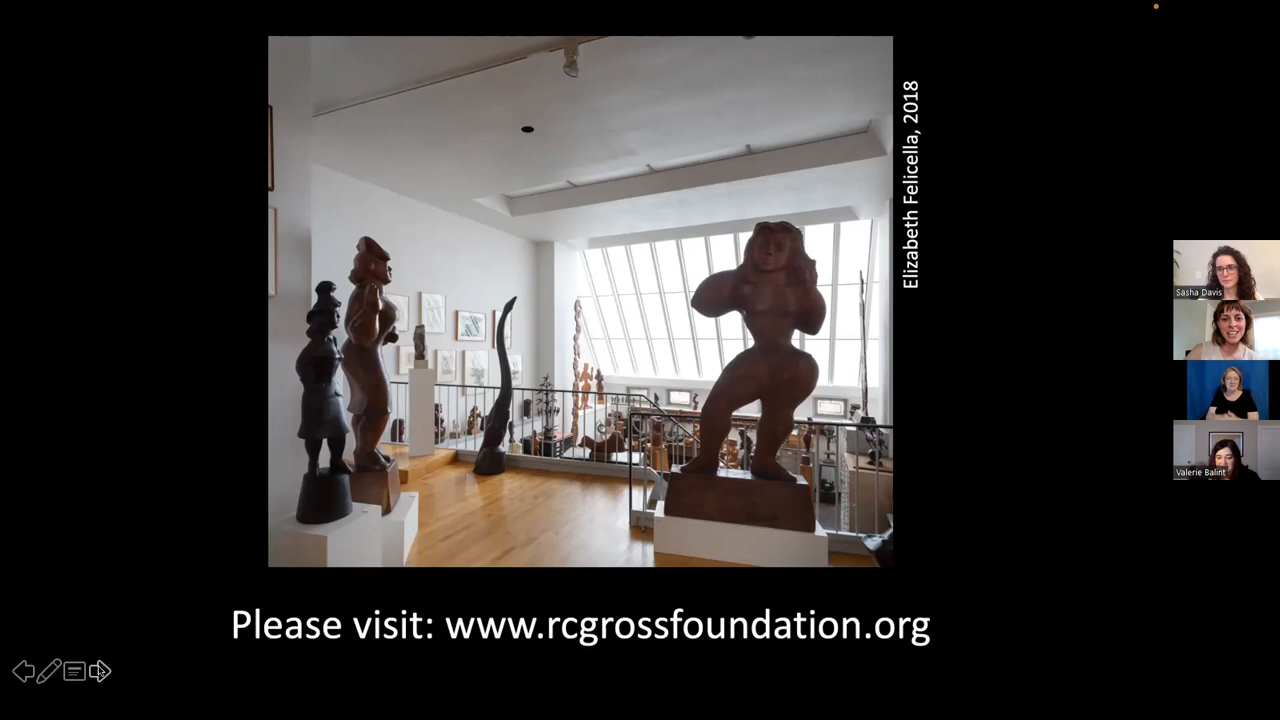 Elizabeth Felicella, 2018
Sasha Davis
Valerie Balint
Please visit: www.rcgrossfoundation.org